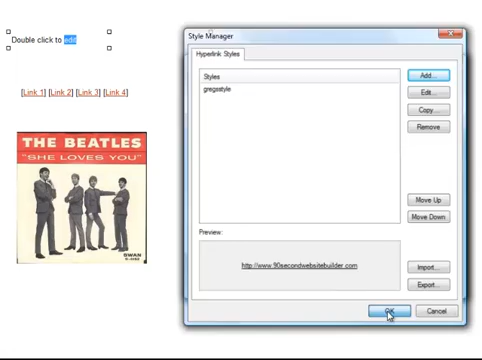 Double click to edit
[Link 1] [Link 2] [Link 3] [Link 4]
THE BEATLES
"SHE LOVES YOU"
SWAN
Style Manager
Hyperlink Styles
Styles
gregsstyle
Add...
Edit...
Copy...
Remove
Move Up
Move Down
Preview:
http://www.90secondwebsitebuilder.com
Import...
Export...
OK
Cancel